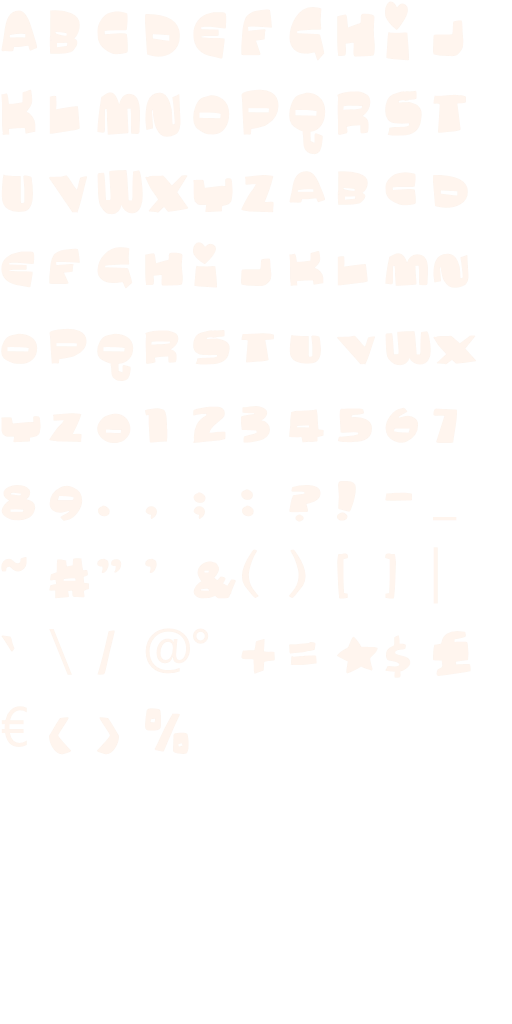 A B C D E F G H i J
K L M N O P Q R S T
U V W X Y Z A B C D
E F G H i J K L M N
O P Q R S T U V W X
Y Z 0 1 2 3 4 5 6 7
8 9 . , ; : ? ! - _
~ # " ' & ( ) [ ] |
` \ / @ ° + = * $ £
€ ‹ › %